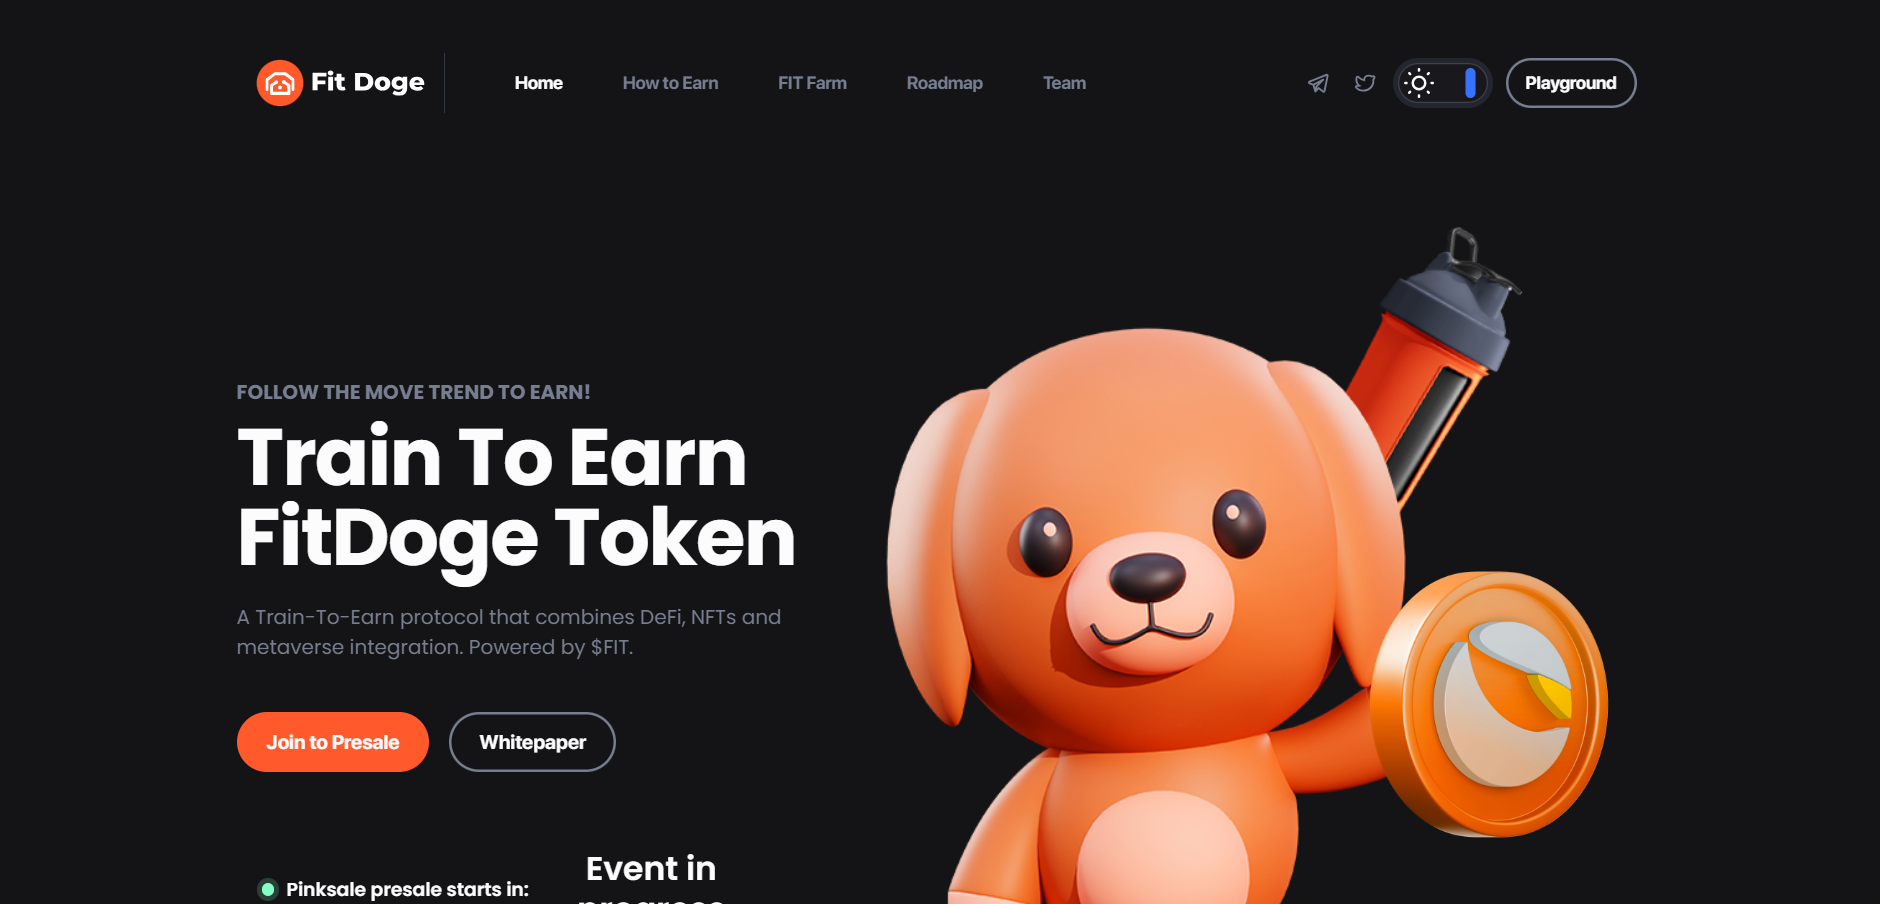 Fit Doge
Home
How to Earn
FIT Farm
Roadmap
Team
Playground
FOLLOW THE MOVE TREND TO EARN!
Train To Earn
FitDoge Token
A Train-To-Earn protocol that combines DeFi, NFTs and
metaverse integration. Powered by $FIT.
Join to Presale
Whitepaper
Pinksale presale starts in:
Event in
progress